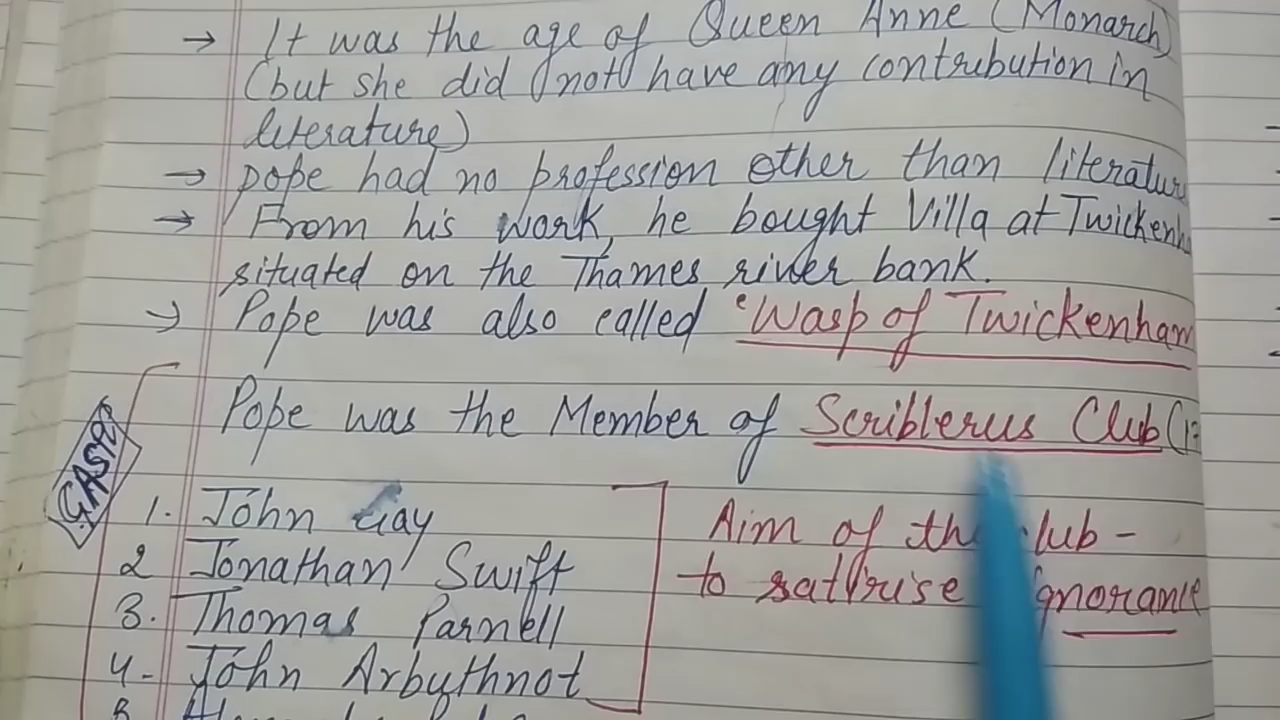 → It was the age of Queen Anne (Monarch)
(but she did not have any contribution in
literature)
→ pope had no profession other than literatur
→ From his work, he bought Villa at Twickenh
situated on the Thames river bank.
→ Pope was also called 'Wasp of Twickenham
Pope was the Member of Scriblerus Club (17
1. John Gay
2 Jonathan Swift
3. Thomas Parnell
4- John Arbuthnot
Aim of the club -
to satirise ignorance